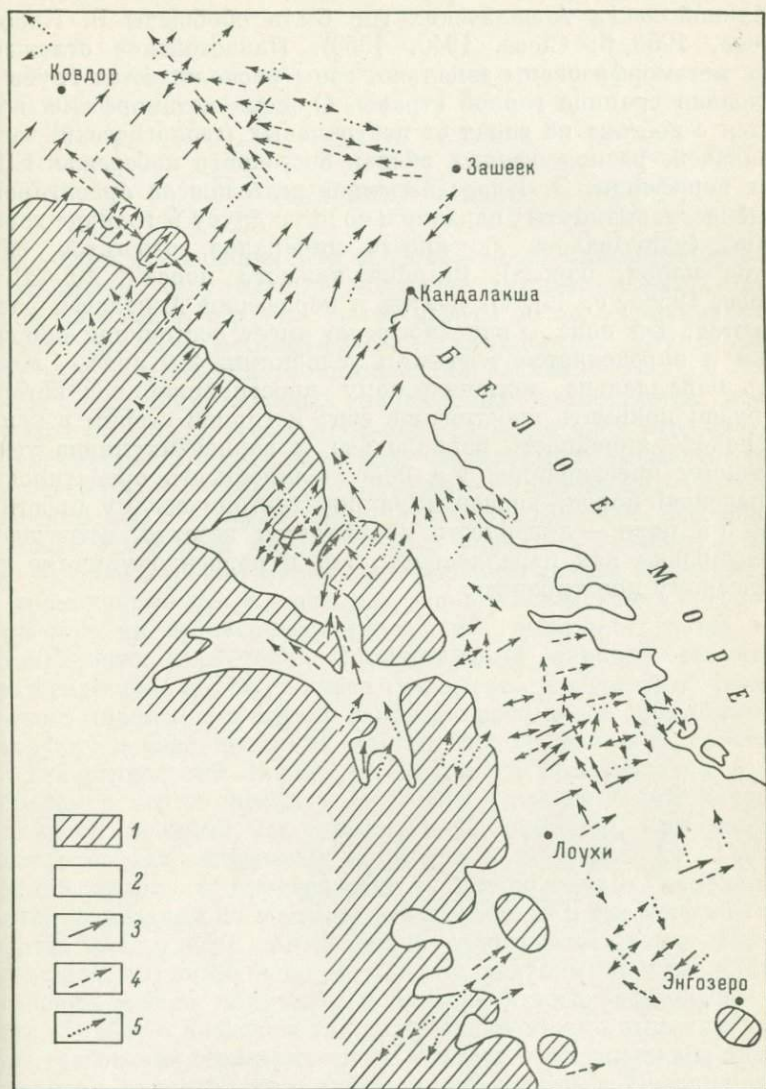 Ковдор
Зашеек
Кандалакша
БЕЛОЕ
МОРЕ
Лоухи
Энгозеро
1
2
3
4
5